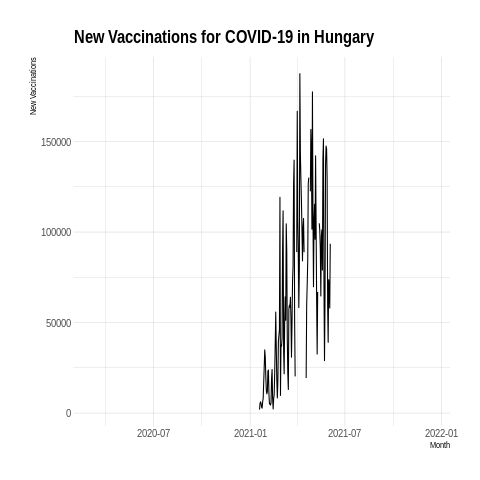 New Vaccinations for COVID-19 in Hungary
New Vaccinations
150000
100000
50000
0
2020-07
2021-01
2021-07
2022-01
Month